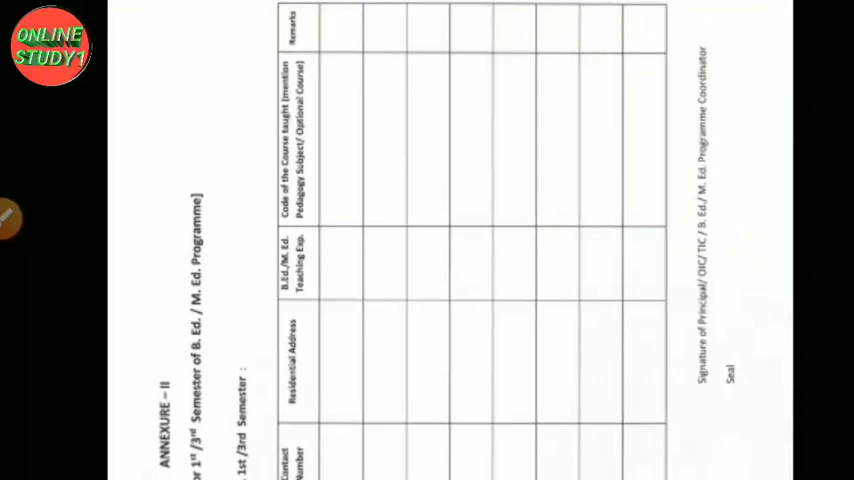 ONLINE
STUDY1
ANNEXURE – II
1st /3rd Semester of B. Ed. / M. Ed. Programme]
1st /3rd Semester :
Contact
Number
Residential Address
B.Ed./M. Ed.
Teaching Exp.
Code of the Course taught (mention
Pedagogy Subject/ Optional Course)
Remarks
Signature of Principal/ OIC/ TIC / B. Ed./ M. Ed. Programme Coordinator
Seal